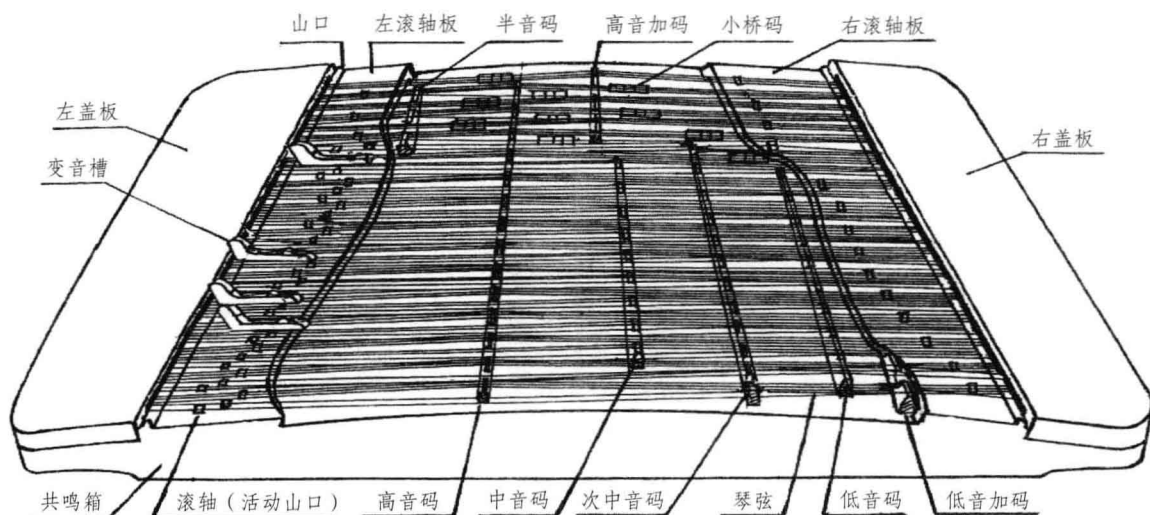 山口 左滚轴板 半音码 高音加码 小桥码 右滚轴板
左盖板
右盖板
变音槽
共鸣箱 滚轴（活动山口） 高音码 中音码 次中音码 琴弦 低音码 低音加码